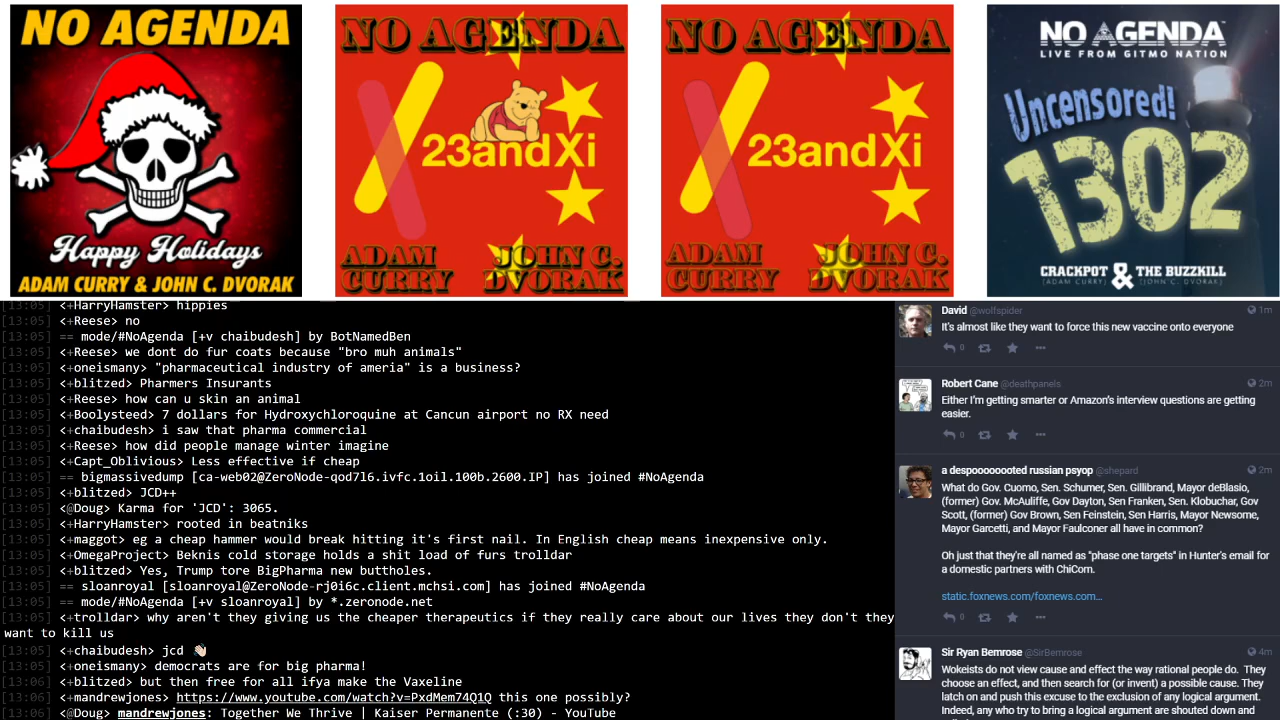 NO AGENDA
Happy Holidays
ADAM CURRY & JOHN C. DVORAK
NO AGENDA
23andXi
ADAM CURRY
JOHN C. DVORAK
NO AGENDA
23andXi
ADAM CURRY
JOHN C. DVORAK
NO AGENDA
LIVE FROM GITMO NATION
Uncensored!
1302
CRACKPOT & THE BUZZKILL
[ADAM CURRY] [JOHN C. DVORAK]
[13:05] <+HarryHamster> hippies
[13:05] <+Reese> no
[13:05] == mode/#NoAgenda [+v chaibudesh] by BotNamedBen
[13:05] <+Reese> we dont do fur coats because "bro muh animals"
[13:05] <+oneismany> "pharmaceutical industry of ameria" is a business?
[13:05] <+blitzed> Pharmers Insurants
[13:05] <+Reese> how can u skin an animal
[13:05] <+Boolysteed> 7 dollars for Hydroxychloroquine at Cancun airport no RX need
[13:05] <+chaibudesh> i saw that pharma commercial
[13:05] <+Reese> how did people manage winter imagine
[13:05] <+Capt_Oblivious> Less effective if cheap
[13:05] == bigmassivedump [ca-web02@ZeroNode-qod7l6.ivfc.1oil.100b.2600.IP] has joined #NoAgenda
[13:05] <+blitzed> JCD++
[13:05] <@Doug> Karma for 'JCD': 3065.
[13:05] <+HarryHamster> rooted in beatniks
[13:05] <+maggot> eg a cheap hammer would break hitting it's first nail. In English cheap means inexpensive only.
[13:05] <+OmegaProject> Beknis cold storage holds a shit load of furs trolldar
[13:05] <+blitzed> Yes, Trump tore BigPharma new buttholes.
[13:05] == sloanroyal [sloanroyal@ZeroNode-rj0i6c.client.mchsi.com] has joined #NoAgenda
[13:05] == mode/#NoAgenda [+v sloanroyal] by *.zeronode.net
[13:05] <+trolldar> why aren't they giving us the cheaper therapeutics if they really care about our lives they don't they
want to kill us
[13:05] <+chaibudesh> jcd 👋🏻
[13:05] <+oneismany> democrats are for big pharma!
[13:06] <+blitzed> but then free for all ifya make the Vaxeline
[13:06] <+mandrewjones> https://www.youtube.com/watch?v=PxdMem74Q1Q this one possibly?
[13:06] <@Doug> mandrewjones: Together We Thrive | Kaiser Permanente (:30) - YouTube
David @wolfspider 1m
It's almost like they want to force this new vaccine onto everyone
0
Robert Cane @deathpanels 2m
Either I'm getting smarter or Amazon's interview questions are getting
easier.
0
a despooooooooted russian psyop @shepard 2m
What do Gov. Cuomo, Sen. Schumer, Sen. Gillibrand, Mayor deBlasio,
(former) Gov. McAuliffe, Gov Dayton, Sen Franken, Sen. Klobuchar, Gov
Scott, (former) Gov Brown, Sen Feinstein, Sen Harris, Mayor Newsome,
Mayor Garcetti, and Mayor Faulconer all have in common?
Oh just that they're all named as "phase one targets" in Hunter's email for
a domestic partners with ChiCom.
static.foxnews.com/foxnews.com…
0
Sir Ryan Bemrose @SirBemrose 4m
Wokeists do not view cause and effect the way rational people do. They
choose an effect, and then search for (or invent) a possible cause. They
latch on and push this excuse to the exclusion of any logical argument.
Indeed, any who try to bring a logical argument are shouted down and